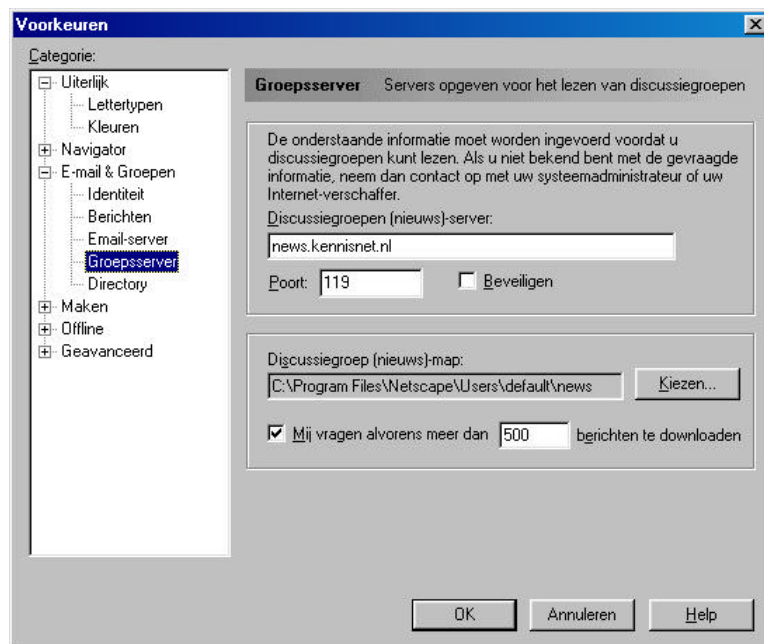 Voorkeuren
Categorie:
Uiterlijk
Lettertypen
Kleuren
Navigator
E-mail & Groepen
Identiteit
Berichten
Email-server
Groepsserver
Directory
Maken
Offline
Geavanceerd
Groepsserver Servers opgeven voor het lezen van discussiegroepen
De onderstaande informatie moet worden ingevoerd voordat u
discussiegroepen kunt lezen. Als u niet bekend bent met de gevraagde
informatie, neem dan contact op met uw systeemadministrateur of uw
Internet-verschaffer.
Discussiegroepen (nieuws)-server:
news.kennisnet.nl
Poort: 119 Beveiligen
Discussiegroep (nieuws)-map:
C:\Program Files\Netscape\Users\default\news Kiezen...
Mij vragen alvorens meer dan 500 berichten te downloaden
OK Annuleren Help